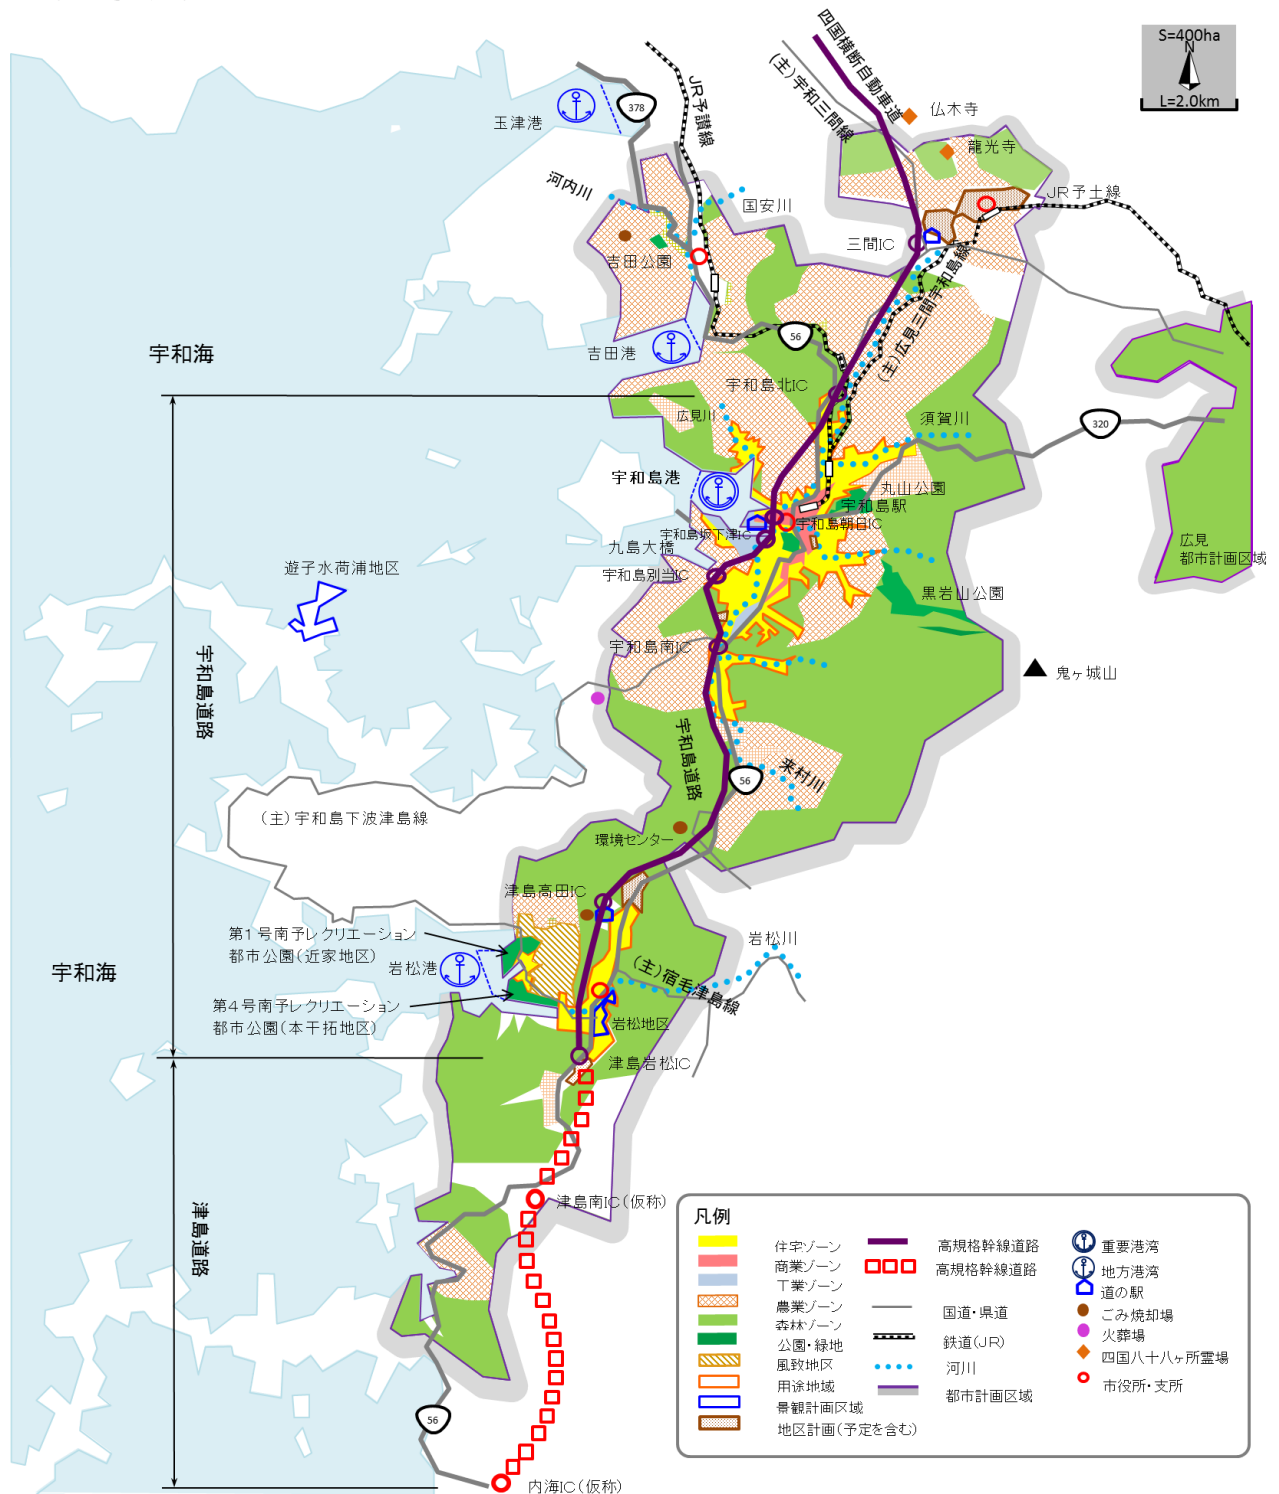 S=400ha
N
L=2.0km
四国横断自動車道
(主)宇和三間線
JR予讃線
378
玉津港
仏木寺
龍光寺
JR予土線
河内川
国安川
三間IC
吉田公園
(主)広見三間宇和島線
56
吉田港
宇和海
宇和島北IC
広見川
須賀川
320
宇和島港
丸山公園
宇和島駅
宇和島朝日IC
宇和島坂下津IC
九島大橋
宇和島別当IC
広見
都市計画区域
遊子水荷浦地区
黒岩山公園
宇和島南IC
鬼ヶ城山
宇和島道路
宇和島道路
来村川
56
(主)宇和島下波津島線
環境センター
津島高田IC
第1号南予レクリエーション
都市公園(近家地区)
岩松港
岩松川
(主)宿毛津島線
宇和海
第4号南予レクリエーション
都市公園(本干拓地区)
岩松地区
津島岩松IC
津島道路
津島南IC(仮称)
56
内海IC(仮称)
凡例
住宅ゾーン
商業ゾーン
工業ゾーン
農業ゾーン
森林ゾーン
公園・緑地
風致地区
用途地域
景観計画区域
地区計画(予定を含む)
高規格幹線道路
高規格幹線道路
国道・県道
鉄道(JR)
河川
都市計画区域
重要港湾
地方港湾
道の駅
ごみ焼却場
火葬場
四国八十八ヶ所霊場
市役所・支所